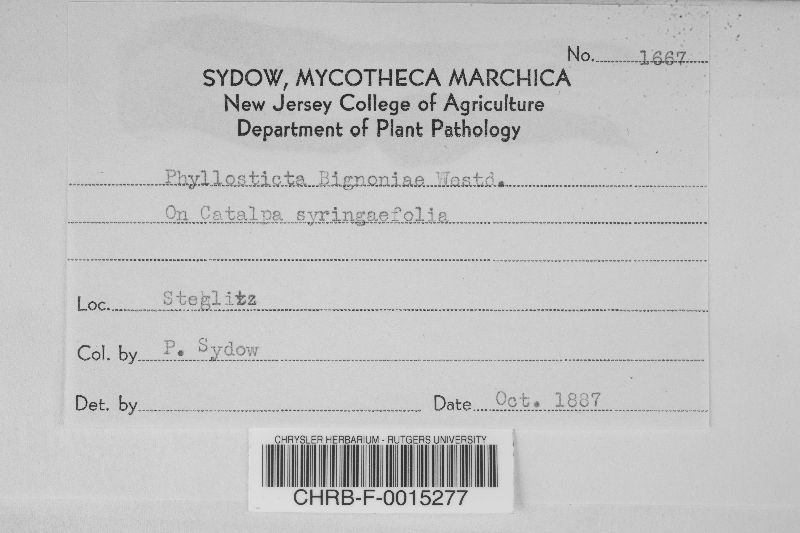 No. 1667
SYDOW, MYCOTHECA MARCHICA
New Jersey College of Agriculture
Department of Plant Pathology
Phyllosticta Bignoniae Westd.
On Catalpa syringaefolia
Loc. Steglitz
Col. by P. Sydow
Det. by Date Oct. 1887
CHRYSLER HERBARIUM - RUTGERS UNIVERSITY
CHRB-F-0015277